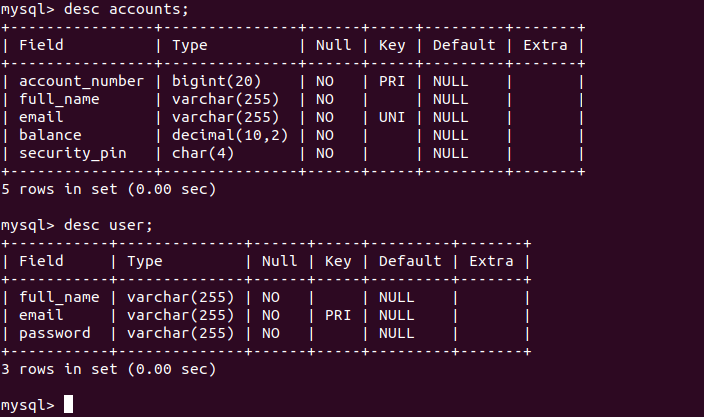 mysql> desc accounts;
+----------------+---------------+------+-----+---------+-------+
| Field          | Type          | Null | Key | Default | Extra |
+----------------+---------------+------+-----+---------+-------+
| account_number | bigint(20)    | NO   | PRI | NULL    |       |
| full_name      | varchar(255)  | NO   |     | NULL    |       |
| email          | varchar(255)  | NO   | UNI | NULL    |       |
| balance        | decimal(10,2) | NO   |     | NULL    |       |
| security_pin   | char(4)       | NO   |     | NULL    |       |
+----------------+---------------+------+-----+---------+-------+
5 rows in set (0.00 sec)

mysql> desc user;
+-----------+--------------+------+-----+---------+-------+
| Field     | Type         | Null | Key | Default | Extra |
+-----------+--------------+------+-----+---------+-------+
| full_name | varchar(255) | NO   |     | NULL    |       |
| email     | varchar(255) | NO   | PRI | NULL    |       |
| password  | varchar(255) | NO   |     | NULL    |       |
+-----------+--------------+------+-----+---------+-------+
3 rows in set (0.00 sec)

mysql>